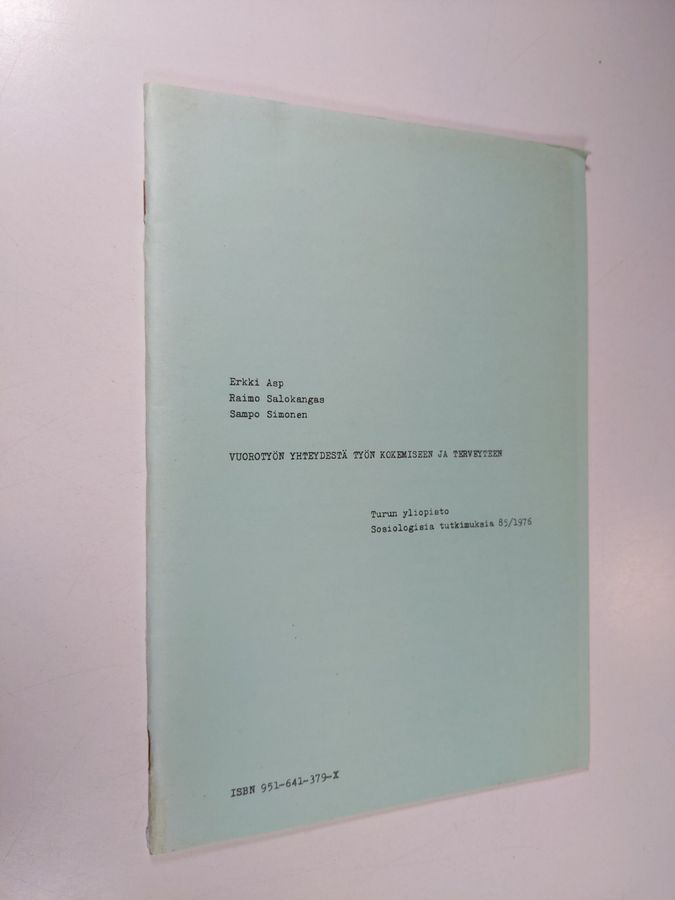 Erkki Asp
Raimo Salokangas
Sampo Simonen
VUOROTYÖN YHTEYDESTÄ TYÖN KOKEMISEEN JA TERVEYTEEN
Turun yliopisto
Sosiologisia tutkimuksia 85/1976
ISBN 951-641-379-X